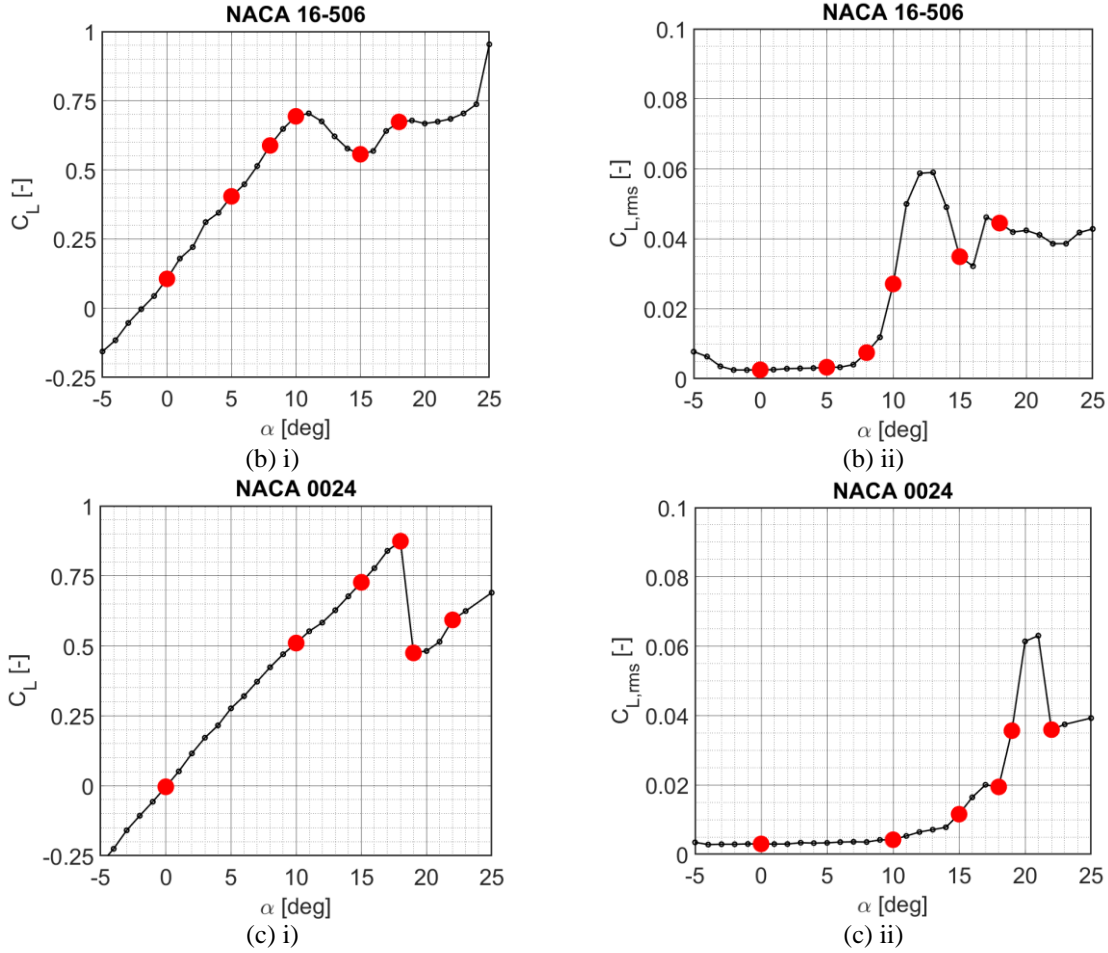 NACA 16-506
C_L [-]
1
0.75
0.5
0.25
0
-0.25
-5 0 5 10 15 20 25
α [deg]
(b) i)
NACA 16-506
C_L,rms [-]
0.1
0.08
0.06
0.04
0.02
0
-5 0 5 10 15 20 25
α [deg]
(b) ii)
NACA 0024
C_L [-]
1
0.75
0.5
0.25
0
-0.25
-5 0 5 10 15 20 25
α [deg]
(c) i)
NACA 0024
C_L,rms [-]
0.1
0.08
0.06
0.04
0.02
0
-5 0 5 10 15 20 25
α [deg]
(c) ii)